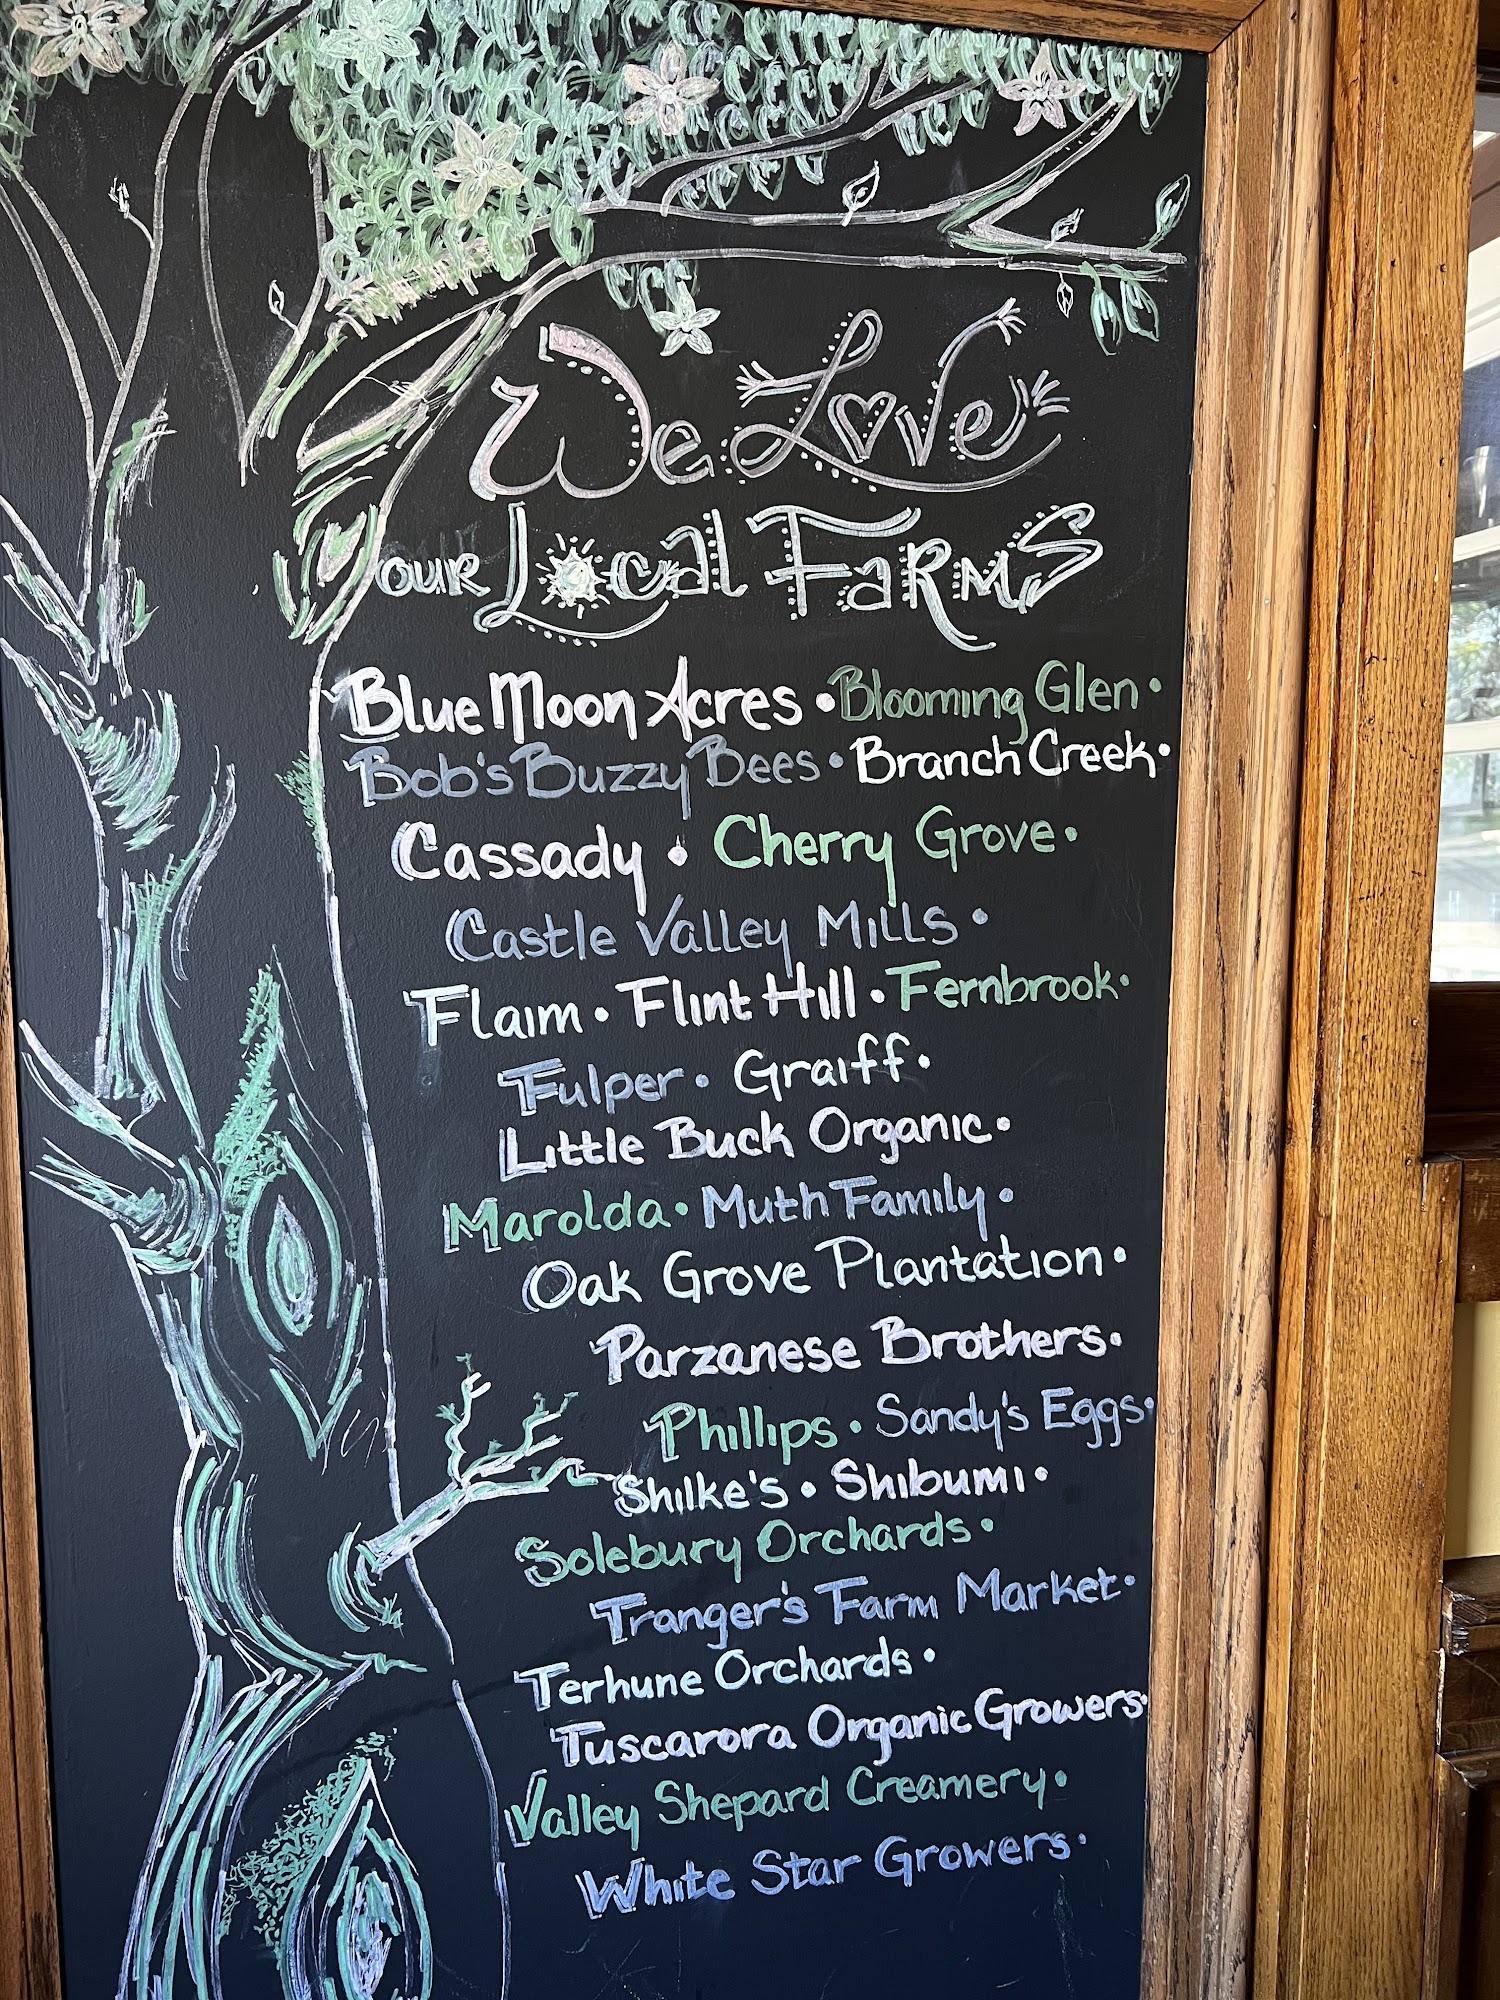 We Love
our Local Farms
Blue Moon Acres • Blooming Glen •
Bob's Buzzy Bees • Branch Creek •
Cassady • Cherry Grove •
Castle Valley Mills •
Flaim • Flint Hill • Fernbrook •
Fulper • Graiff •
Little Buck Organic •
Marolda • Muth Family •
Oak Grove Plantation •
Parzanese Brothers •
Phillips • Sandy's Eggs •
Shilke's • Shibumi •
Solebury Orchards •
Tranger's Farm Market •
Terhune Orchards •
Tuscarora Organic Growers •
Valley Shepard Creamery •
White Star Growers •